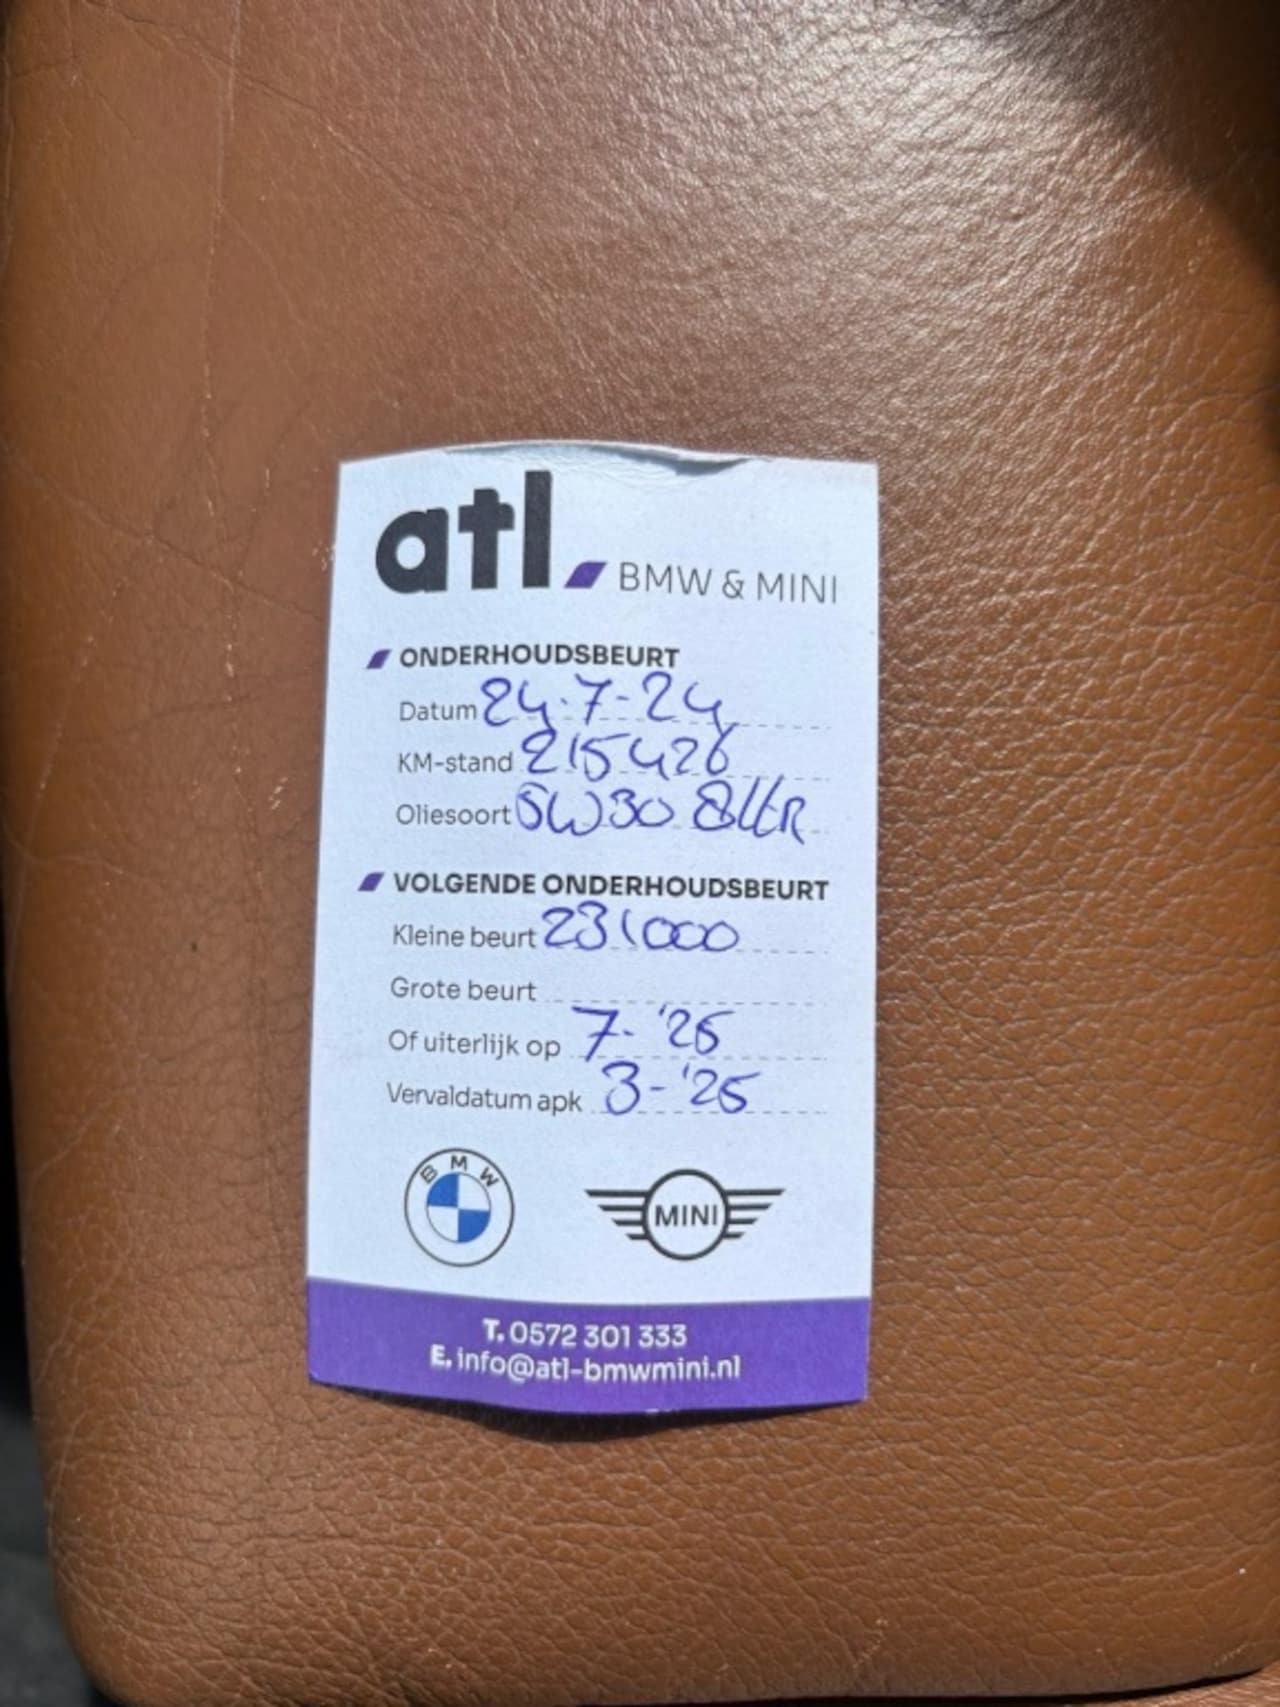 atl BMW & MINI
ONDERHOUDSBEURT
Datum 24-7-24
KM-stand 215426
Oliesoort 5W30 8LtR
VOLGENDE ONDERHOUDSBEURT
Kleine beurt 231000
Grote beurt
Of uiterlijk op 7-'25
Vervaldatum apk 3-'25
BMW MINI
T. 0572 301 333
E. info@atl-bmwmini.nl